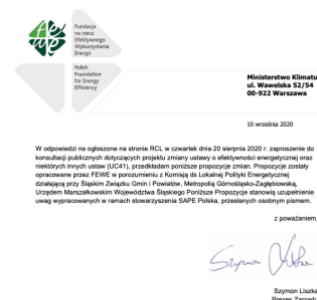 Fundacja
na rzecz
Efektywnego
Wykorzystania
Energii
Polish
Foundation
for Energy
Efficiency
Ministerstwo Klimatu
ul. Wawelska 52/54
00-922 Warszawa
10 września 2020
W odpowiedzi na ogłoszone na stronie RCL w czwartek dnia 20 sierpnia 2020 r. zaproszenie do
konsultacji publicznych dotyczących projektu zmiany ustawy o efektywności energetycznej oraz
niektórych innych ustaw (UC41), przedkładam poniższe propozycje zmian. Propozycje zostały
opracowane przez FEWE w porozumieniu z Komisją ds Lokalnej Polityki Energetycznej
działającą przy Śląskim Związku Gmin i Powiatów, Metropolią Górnośląsko-Zagłębiowską,
Urzędem Marszałkowskim Województwa Śląskiego Poniższe Propozycje stanowią uzupełnienie
uwag wypracowanych w ramach stowarzyszenia SAPE Polska, przesłanych osobnym pismem.
z poważaniem,
Szymon Liszka
Prezes Zarządu